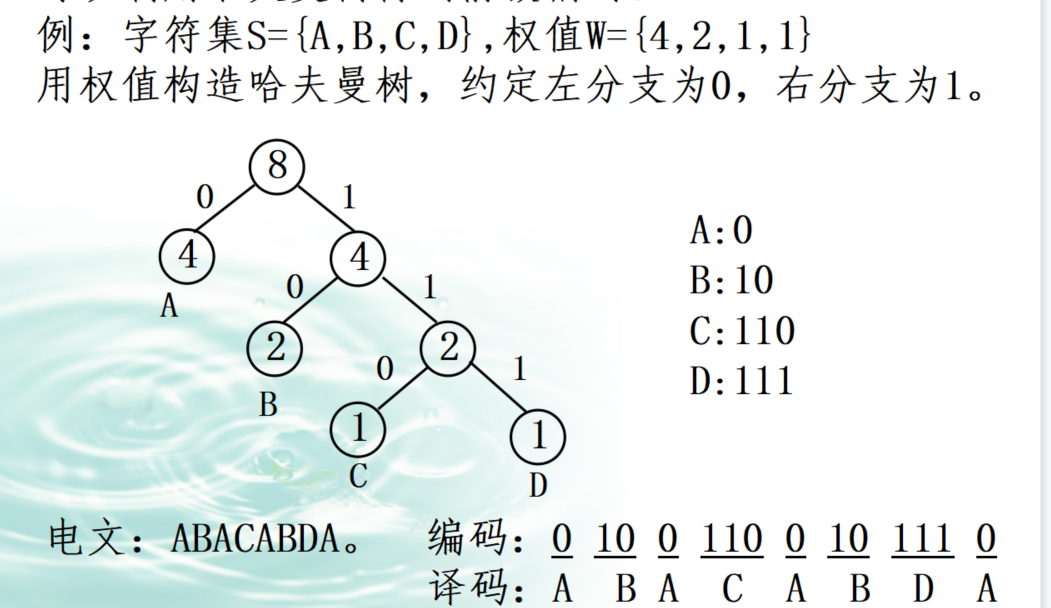 例：字符集S={A,B,C,D},权值W={4,2,1,1}
用权值构造哈夫曼树，约定左分支为0，右分支为1。
8
0 1
4 4
A
0 1
2 2
B
0 1
1 1
C D
A:0
B:10
C:110
D:111
电文：ABACABDA。 编码：0 10 0 110 0 10 111 0
译码：A B A C A B D A